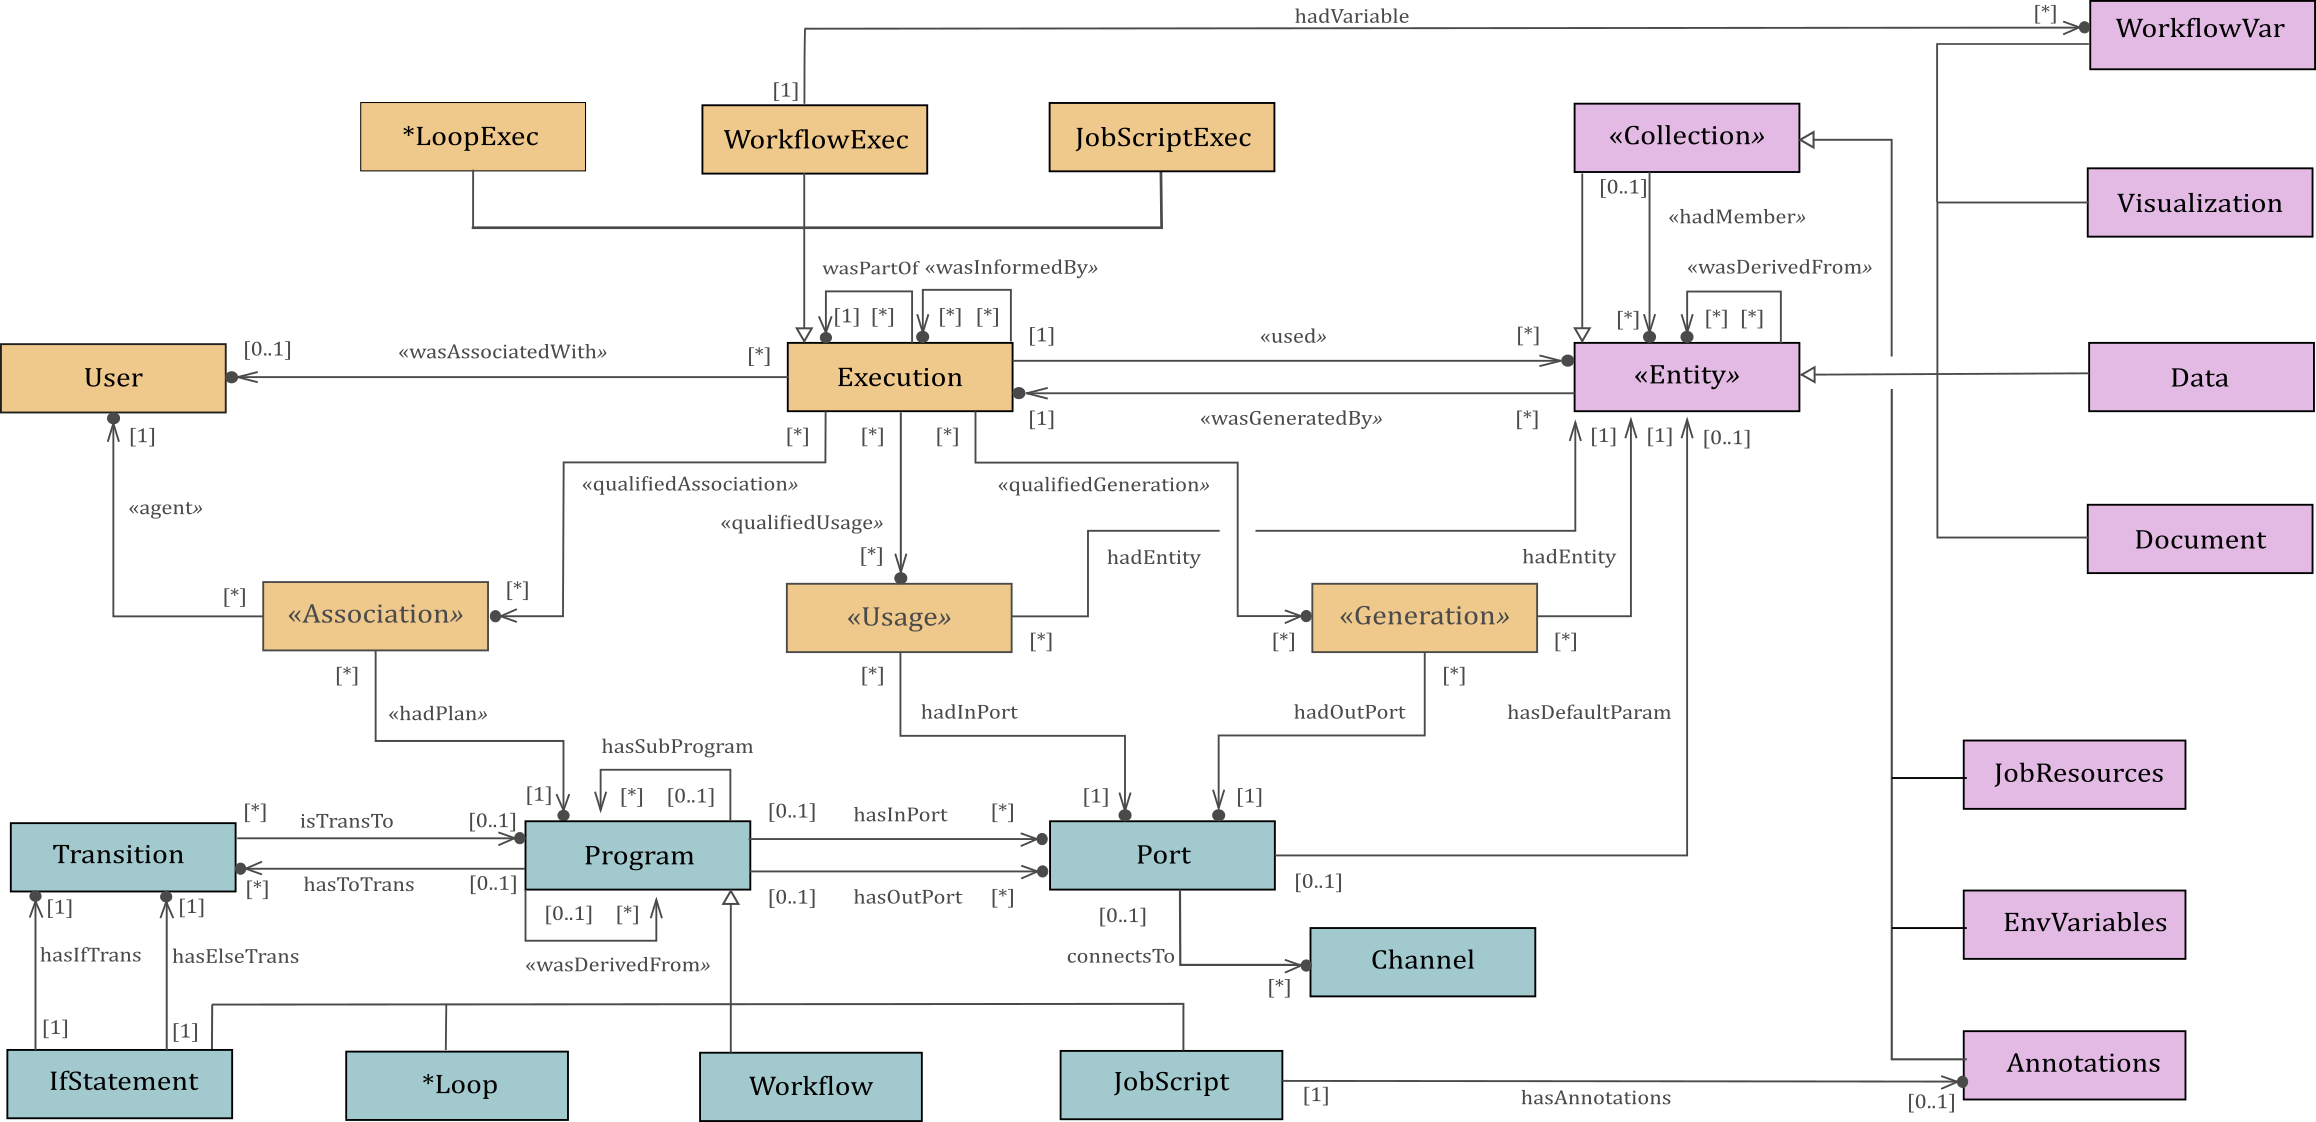 hadVariable
[*]
WorkflowVar
[1]
*LoopExec
WorkflowExec
JobScriptExec
«Collection»
[0..1]
«hadMember»
Visualization
wasPartOf
«wasInformedBy»
«wasDerivedFrom»
[1]
[*]
[*]
[*]
[*]
[*]
[*]
[0..1]
«wasAssociatedWith»
[*]
[1]
«used»
[*]
User
Execution
«Entity»
Data
[1]
[*]
[*]
[*]
[1]
«wasGeneratedBy»
[*]
[1]
[1]
[0..1]
«qualifiedAssociation»
«qualifiedGeneration»
«agent»
«qualifiedUsage»
[*]
hadEntity
hadEntity
Document
[*]
[*]
«Association»
«Usage»
«Generation»
[*]
[*]
[*]
[*]
[*]
[*]
«hadPlan»
hadInPort
hadOutPort
hasDefaultParam
hasSubProgram
JobResources
[1]
[*]
[0..1]
[1]
[1]
[*]
isTransTo
[0..1]
[0..1]
hasInPort
[*]
Transition
Program
Port
[*]
hasToTrans
[0..1]
[0..1]
hasOutPort
[*]
[0..1]
[1]
[1]
[0..1]
[*]
[0..1]
EnvVariables
hasIfTrans
hasElseTrans
«wasDerivedFrom»
connectsTo
Channel
[*]
[1]
[1]
IfStatement
*Loop
Workflow
JobScript
Annotations
[1]
hasAnnotations
[0..1]